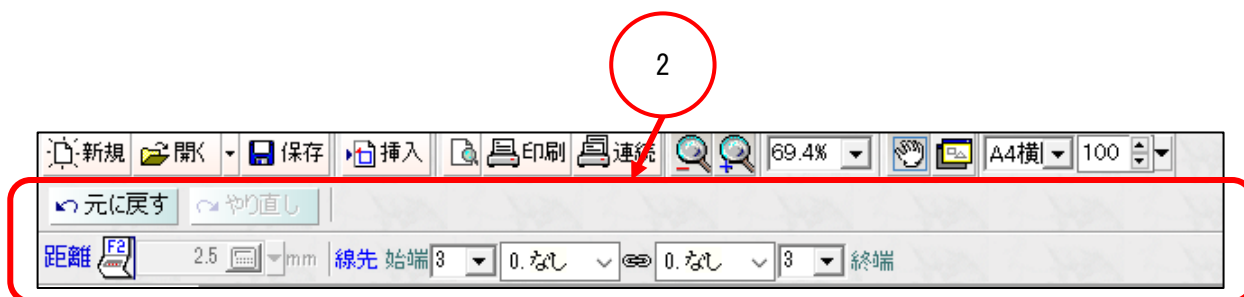 2
新規 開く 保存 挿入 印刷 連続 69.4% A4横 100
元に戻す やり直し
距離 F2 2.5 mm 線先 始端 3 0.なし 0.なし 3 終端